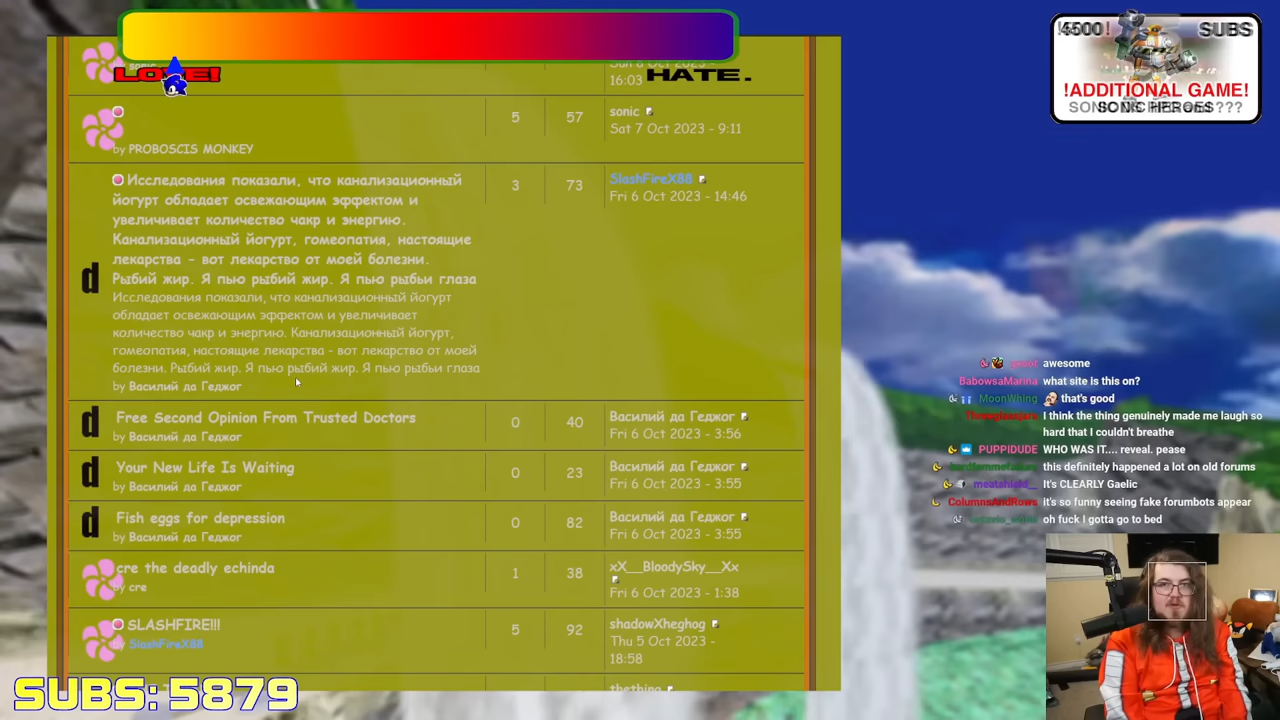 !4500! SUBS
!ADDITIONAL GAME!
LOVE!
HATE.
16:03
5 57 sonic
Sat 7 Oct 2023 - 9:11
by PROBOSCIS MONKEY
Исследования показали, что канализационный 3 73 SlashFireX88
йогурт обладает освежающим эффектом и Fri 6 Oct 2023 - 14:46
увеличивает количество чакр и энергию.
Канализационный йогурт, гомеопатия, настоящие
лекарства - вот лекарство от моей болезни.
Рыбий жир. Я пью рыбий жир. Я пью рыбьи глаза
Исследования показали, что канализационный йогурт
обладает освежающим эффектом и увеличивает
количество чакр и энергию. Канализационный йогурт,
гомеопатия, настоящие лекарства - вот лекарство от моей
болезни. Рыбий жир. Я пью рыбий жир. Я пью рыбьи глаза
by Василий да Геджог
Free Second Opinion From Trusted Doctors 0 40 Василий да Геджог
by Василий да Геджог Fri 6 Oct 2023 - 3:56
Your New Life Is Waiting 0 23 Василий да Геджог
by Василий да Геджог Fri 6 Oct 2023 - 3:55
Fish eggs for depression 0 82 Василий да Геджог
by Василий да Геджог Fri 6 Oct 2023 - 3:55
cre the deadly echinda 1 38 xX__BloodySky__Xx
by cre Fri 6 Oct 2023 - 1:38
SLASHFIRE!!! 5 92 shadowXheghog
SlashFireX88 Thu 5 Oct 2023 -
18:58
thething
awesome
BabowsaMarina what site is this on?
MoonWhing that's good
I think the thing genuinely made me laugh so
hard that I couldn't breathe
PUPPIDUDE WHO WAS IT.... reveal. pease
this definitely happened a lot on old forums
meatshield__ It's CLEARLY Gaelic
ColumnsAndRows it's so funny seeing fake forumbots appear
oh fuck I gotta go to bed
SUBS: 5879